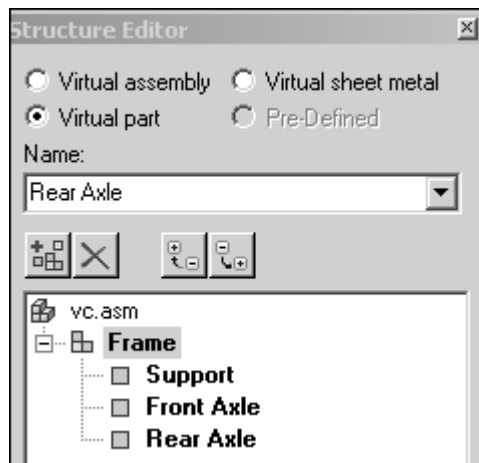 Structure Editor
Virtual assembly Virtual sheet metal
Virtual part Pre-Defined
Name:
Rear Axle
vc.asm
Frame
Support
Front Axle
Rear Axle